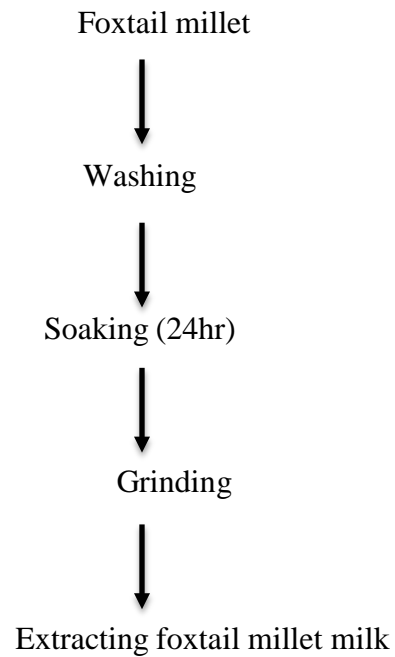 Foxtail millet
Washing
Soaking (24hr)
Grinding
Extracting foxtail millet milk